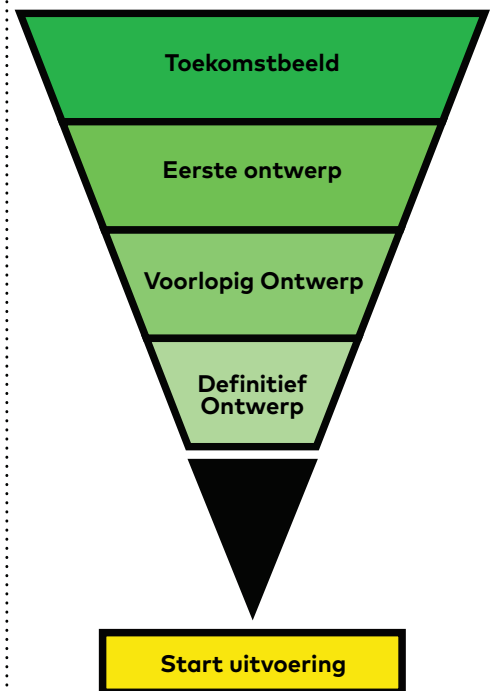 Toekomstbeeld
Eerste ontwerp
Voorlopig Ontwerp
Definitief
Ontwerp
Start uitvoering